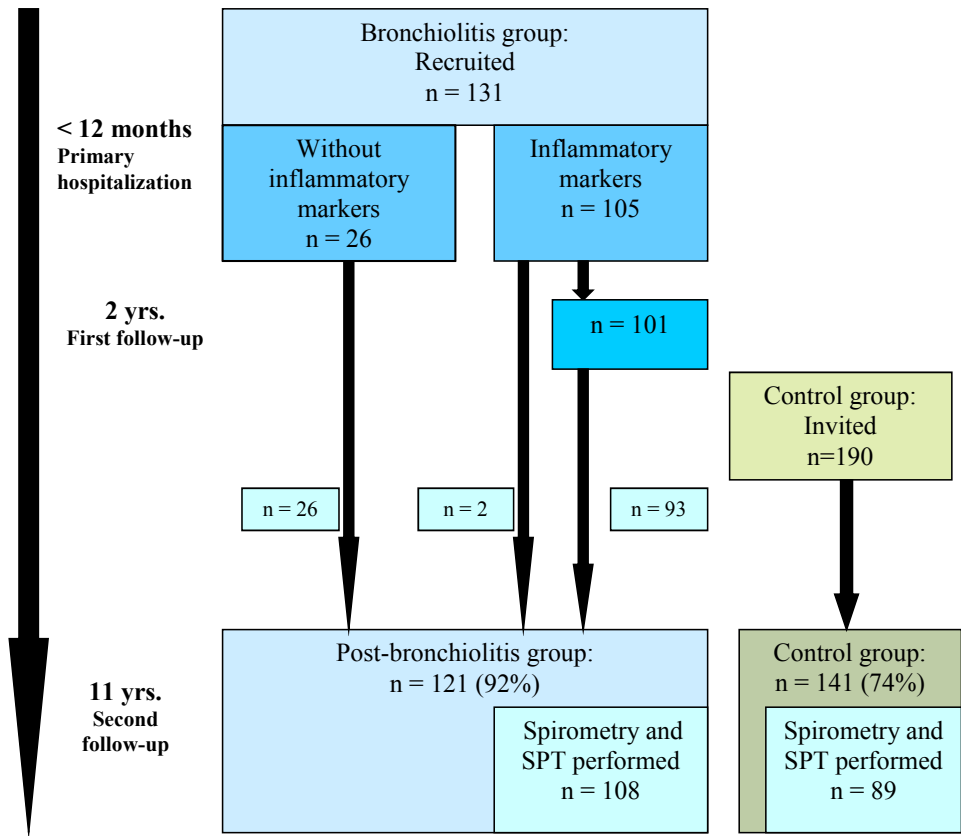 Bronchiolitis group:
Recruited
n = 131
< 12 months
Primary
hospitalization
Without
inflammatory
markers
n = 26
Inflammatory
markers
n = 105
2 yrs.
First follow-up
n = 101
Control group:
Invited
n=190
n = 26
n = 2
n = 93
11 yrs.
Second
follow-up
Post-bronchiolitis group:
n = 121 (92%)
Spirometry and
SPT performed
n = 108
Control group:
n = 141 (74%)
Spirometry and
SPT performed
n = 89